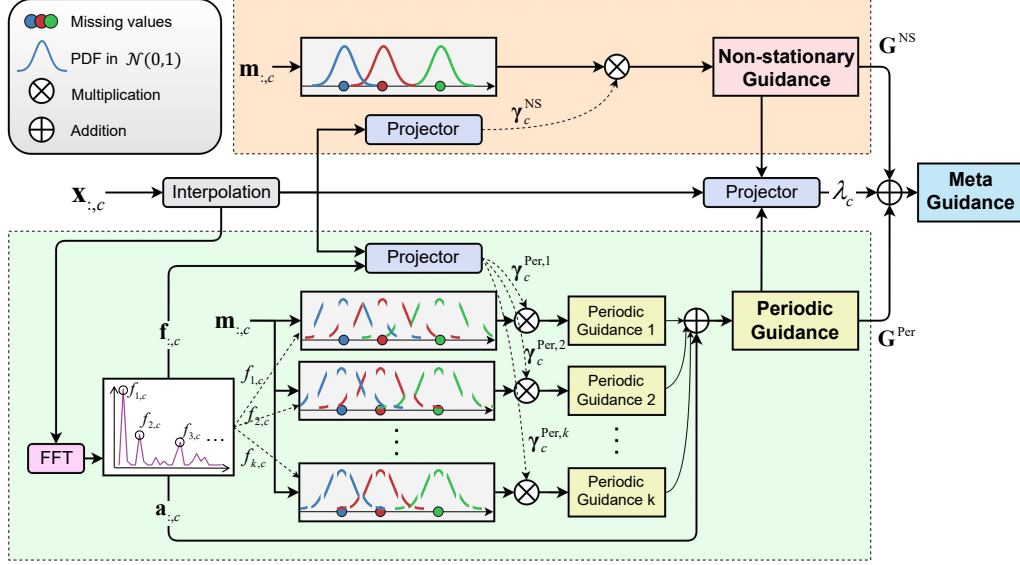 Missing values
PDF in 𝒩(0,1)
Multiplication
Addition
m:,c
Projector
γc^NS
Non-stationary
Guidance
G^NS
x:,c
Interpolation
Projector
λc
Meta
Guidance
Projector
f:,c
m:,c
γc^Per,1
γc^Per,2
γc^Per,k
Periodic
Guidance 1
Periodic
Guidance 2
Periodic
Guidance k
Periodic
Guidance
G^Per
FFT
f1,c
f2,c
f3,c ...
f1,c
f2,c
fk,c
a:,c